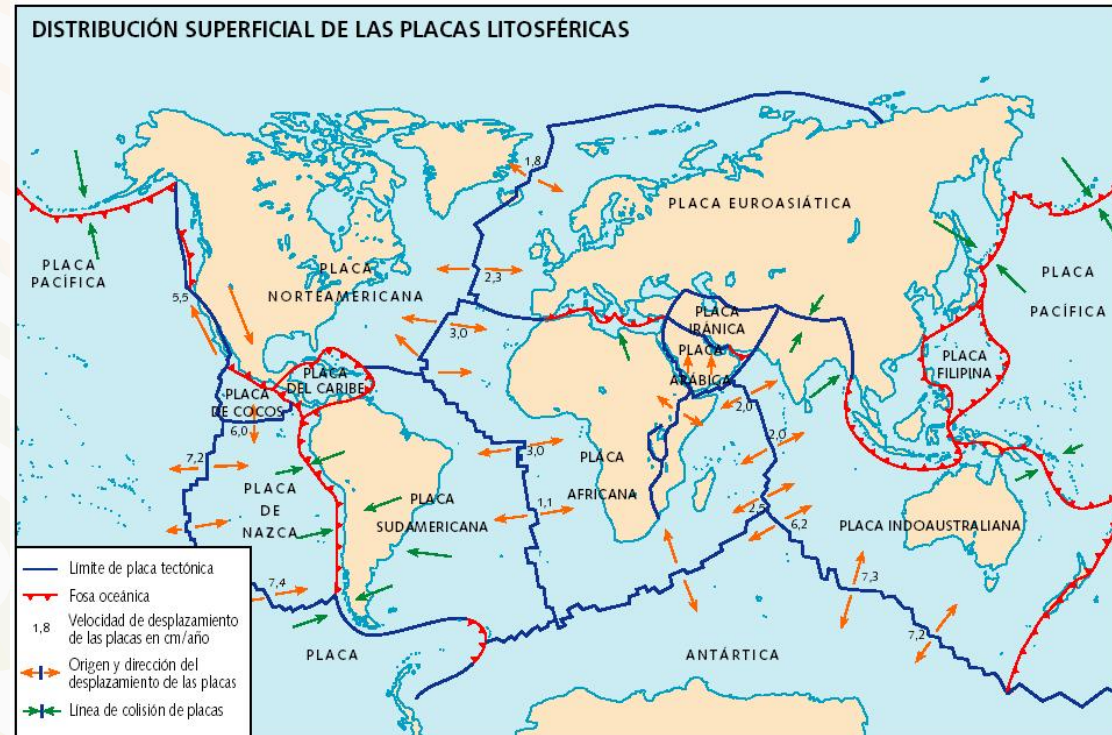 DISTRIBUCIÓN SUPERFICIAL DE LAS PLACAS LITOSFÉRICAS
1,8
PLACA EUROASIÁTICA
PLACA
PACÍFICA
PLACA
NORTEAMERICANA
2,3
PLACA
PACÍFICA
5,5
3,0
PLACA
IRÁNICA
PLACA
ARÁBICA
PLACA
FILIPINA
PLACA
DEL CARIBE
PLACA
DE COCOS
6,0
2,0
7,2
3,0
2,0
PLACA
AFRICANA
PLACA
DE
NAZCA
PLACA
SUDAMERICANA
1,1
2,5
6,2
PLACA INDOAUSTRALIANA
7,4
7,3
7,2
PLACA
ANTÁRTICA
Límite de placa tectónica
Fosa oceánica
1,8
Velocidad de desplazamiento
de las placas en cm/año
Origen y dirección del
desplazamiento de las placas
Línea de colisión de placas